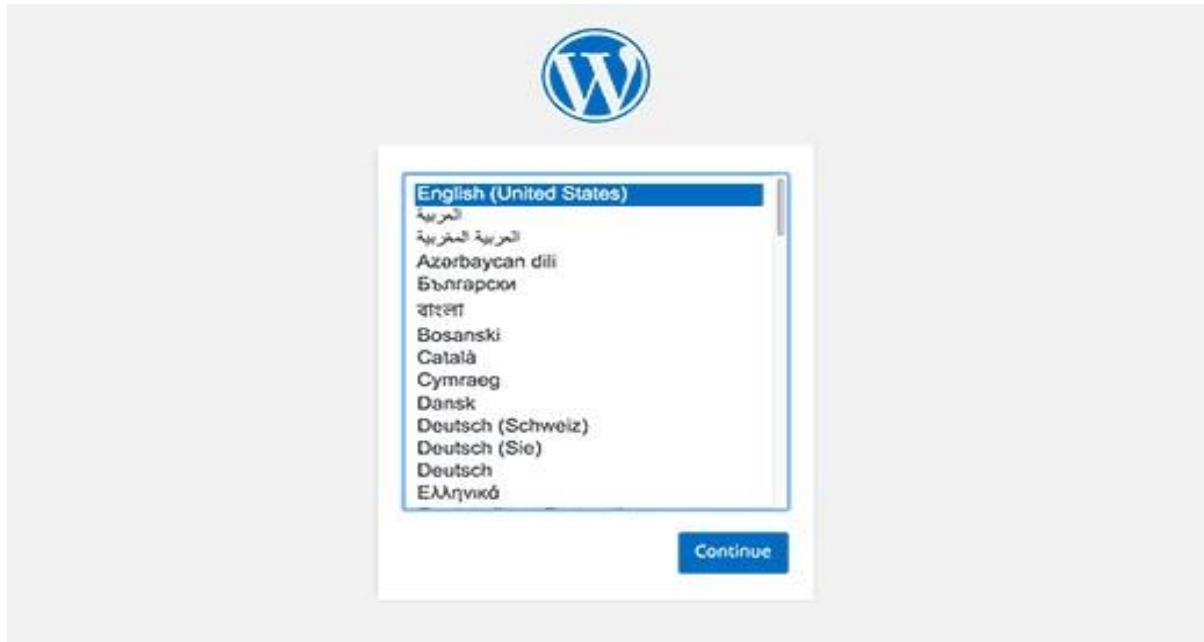 English (United States)
العربية
العربية المغربية
Azərbaycan dili
Български
বাংলা
Bosanski
Català
Cymraeg
Dansk
Deutsch (Schweiz)
Deutsch (Sie)
Deutsch
Ελληνικά
Continue